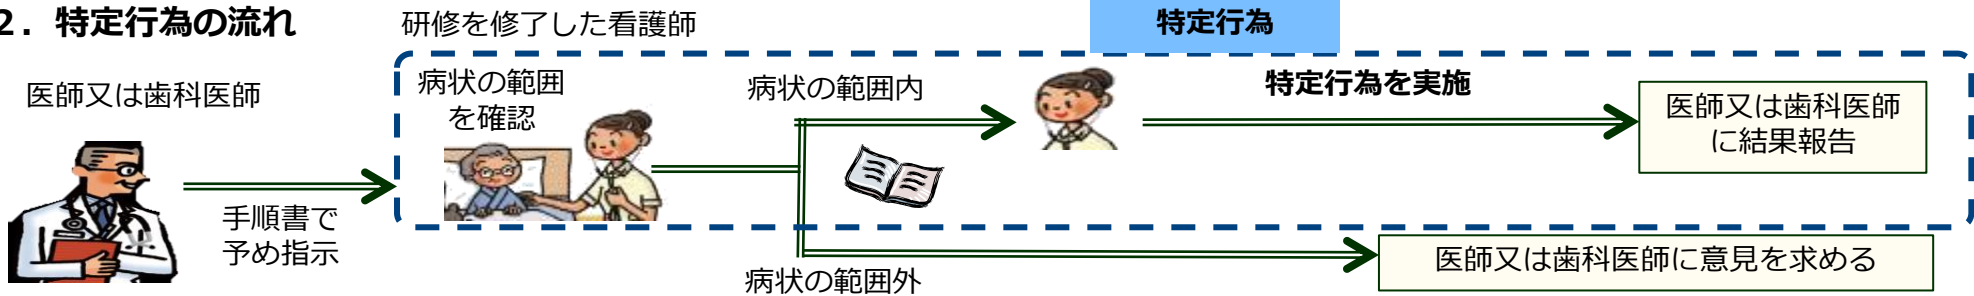 2．特定行為の流れ
研修を修了した看護師
特定行為
医師又は歯科医師
手順書で
予め指示
病状の範囲
を確認
病状の範囲内
特定行為を実施
医師又は歯科医師
に結果報告
病状の範囲外
医師又は歯科医師に意見を求める